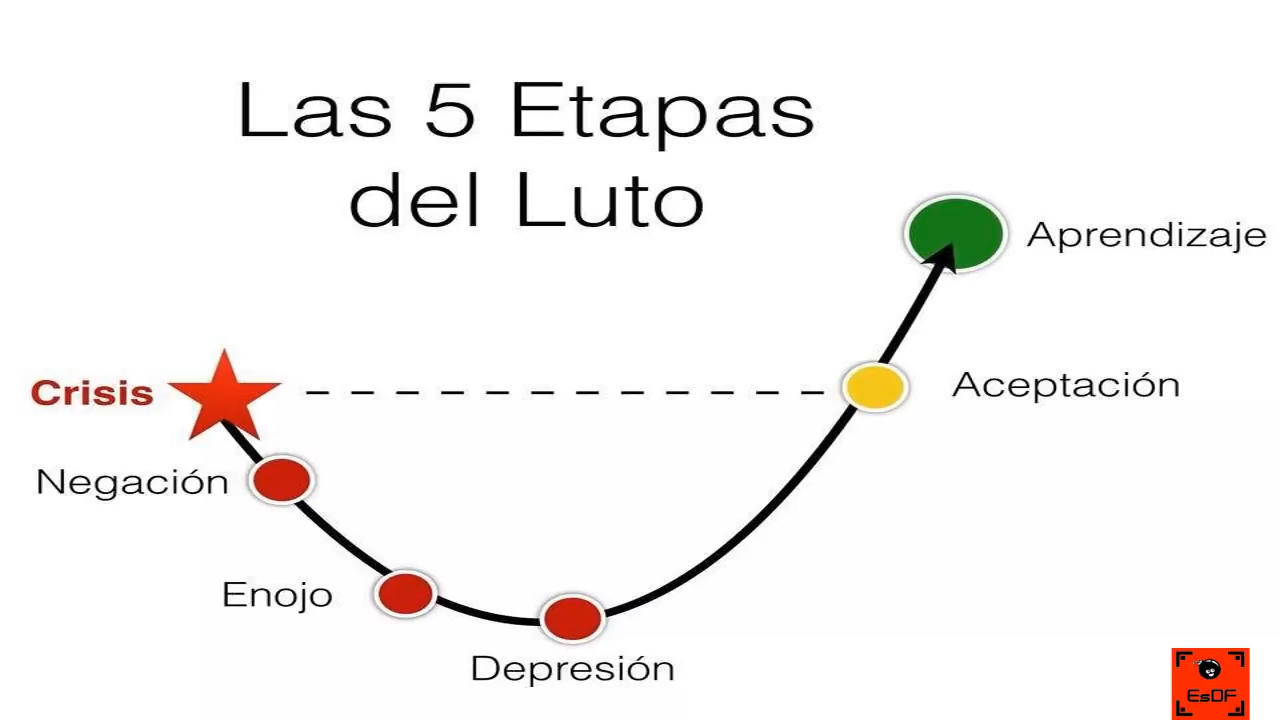 Las 5 Etapas
del Luto
Aprendizaje
Crisis
Aceptación
Negación
Enojo
Depresión
EsDF